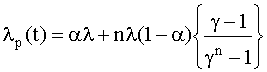 λₚ(t) = αλ + nλ(1−α){(γ−1)/(γⁿ−1)}